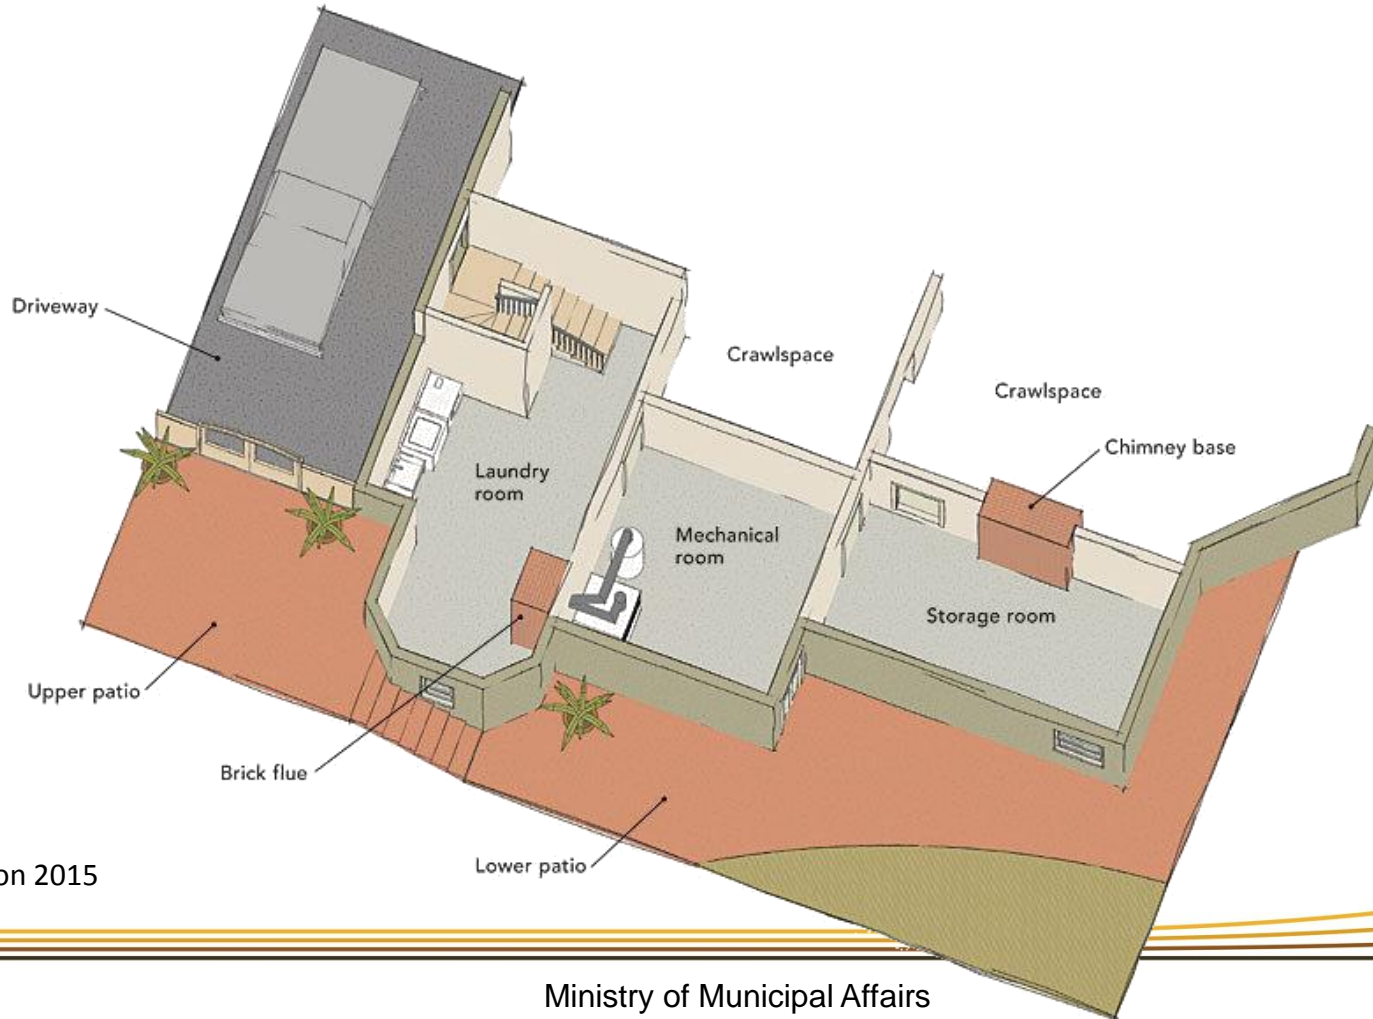 Driveway
Crawlspace
Crawlspace
Chimney base
Laundry
room
Mechanical
room
Storage room
Upper patio
Brick flue
Lower patio
on 2015
Ministry of Municipal Affairs